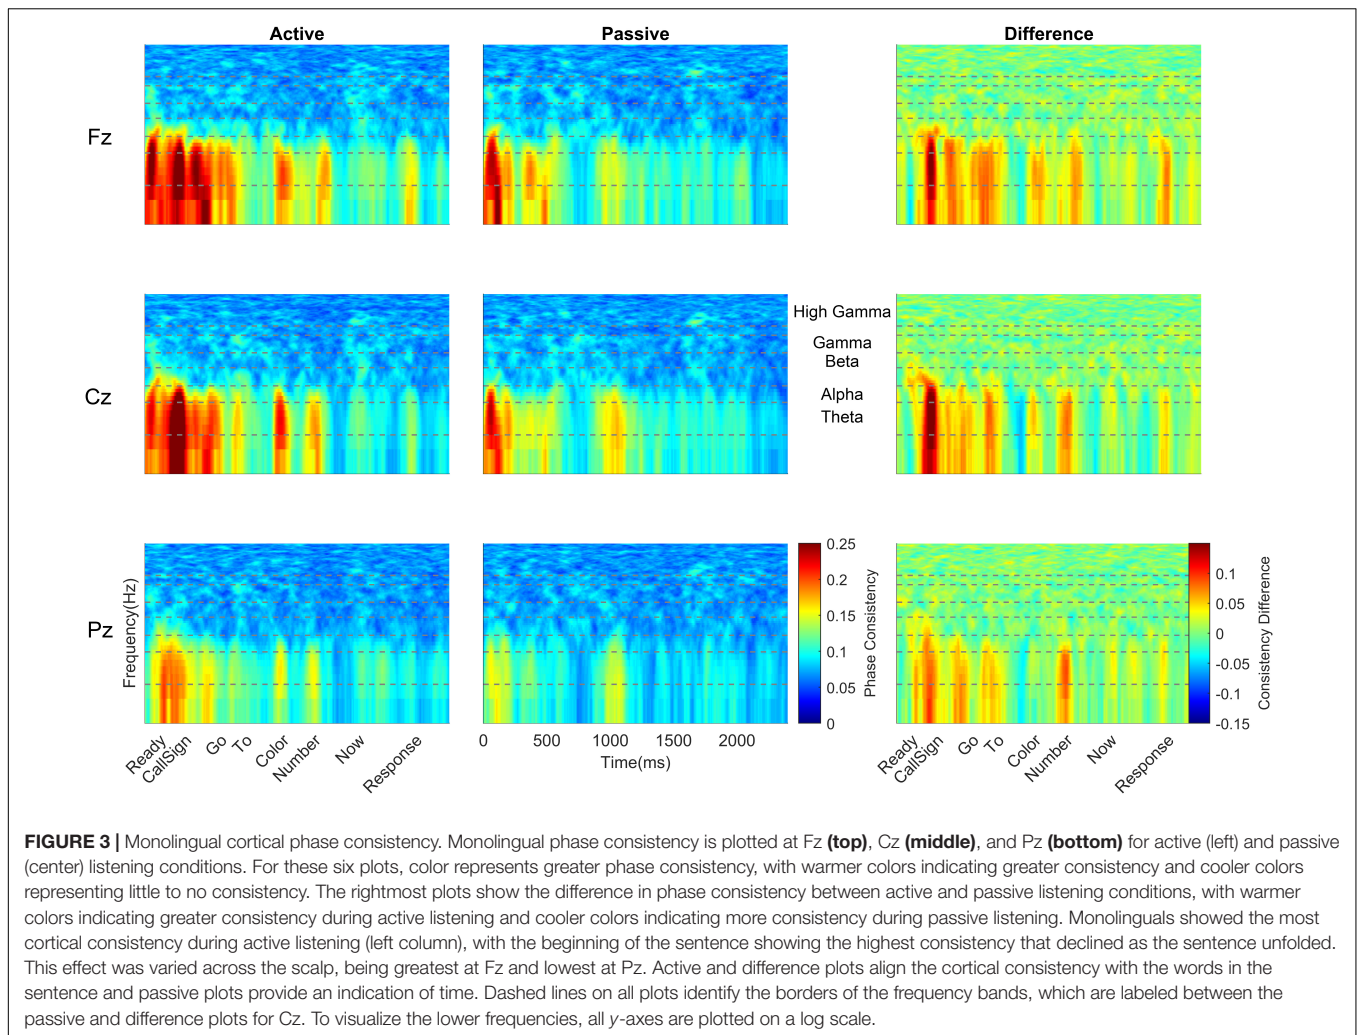 Active
Passive
Difference
Fz
Cz
High Gamma
Gamma
Beta
Alpha
Theta
Pz
Frequency(Hz)
0.25
0.2
0.15
0.1
0.05
0
Phase Consistency
0.1
0.05
0
-0.05
-0.1
-0.15
Consistency Difference
Ready
CallSign
Go
To
Color
Number
Now
Response
0
500
1000
1500
2000
Time(ms)
Ready
CallSign
Go
To
Color
Number
Now
Response
FIGURE 3 | Monolingual cortical phase consistency. Monolingual phase consistency is plotted at Fz (top), Cz (middle), and Pz (bottom) for active (left) and passive
(center) listening conditions. For these six plots, color represents greater phase consistency, with warmer colors indicating greater consistency and cooler colors
representing little to no consistency. The rightmost plots show the difference in phase consistency between active and passive listening conditions, with warmer
colors indicating greater consistency during active listening and cooler colors indicating more consistency during passive listening. Monolinguals showed the most
cortical consistency during active listening (left column), with the beginning of the sentence showing the highest consistency that declined as the sentence unfolded.
This effect was varied across the scalp, being greatest at Fz and lowest at Pz. Active and difference plots align the cortical consistency with the words in the
sentence and passive plots provide an indication of time. Dashed lines on all plots identify the borders of the frequency bands, which are labeled between the
passive and difference plots for Cz. To visualize the lower frequencies, all y-axes are plotted on a log scale.